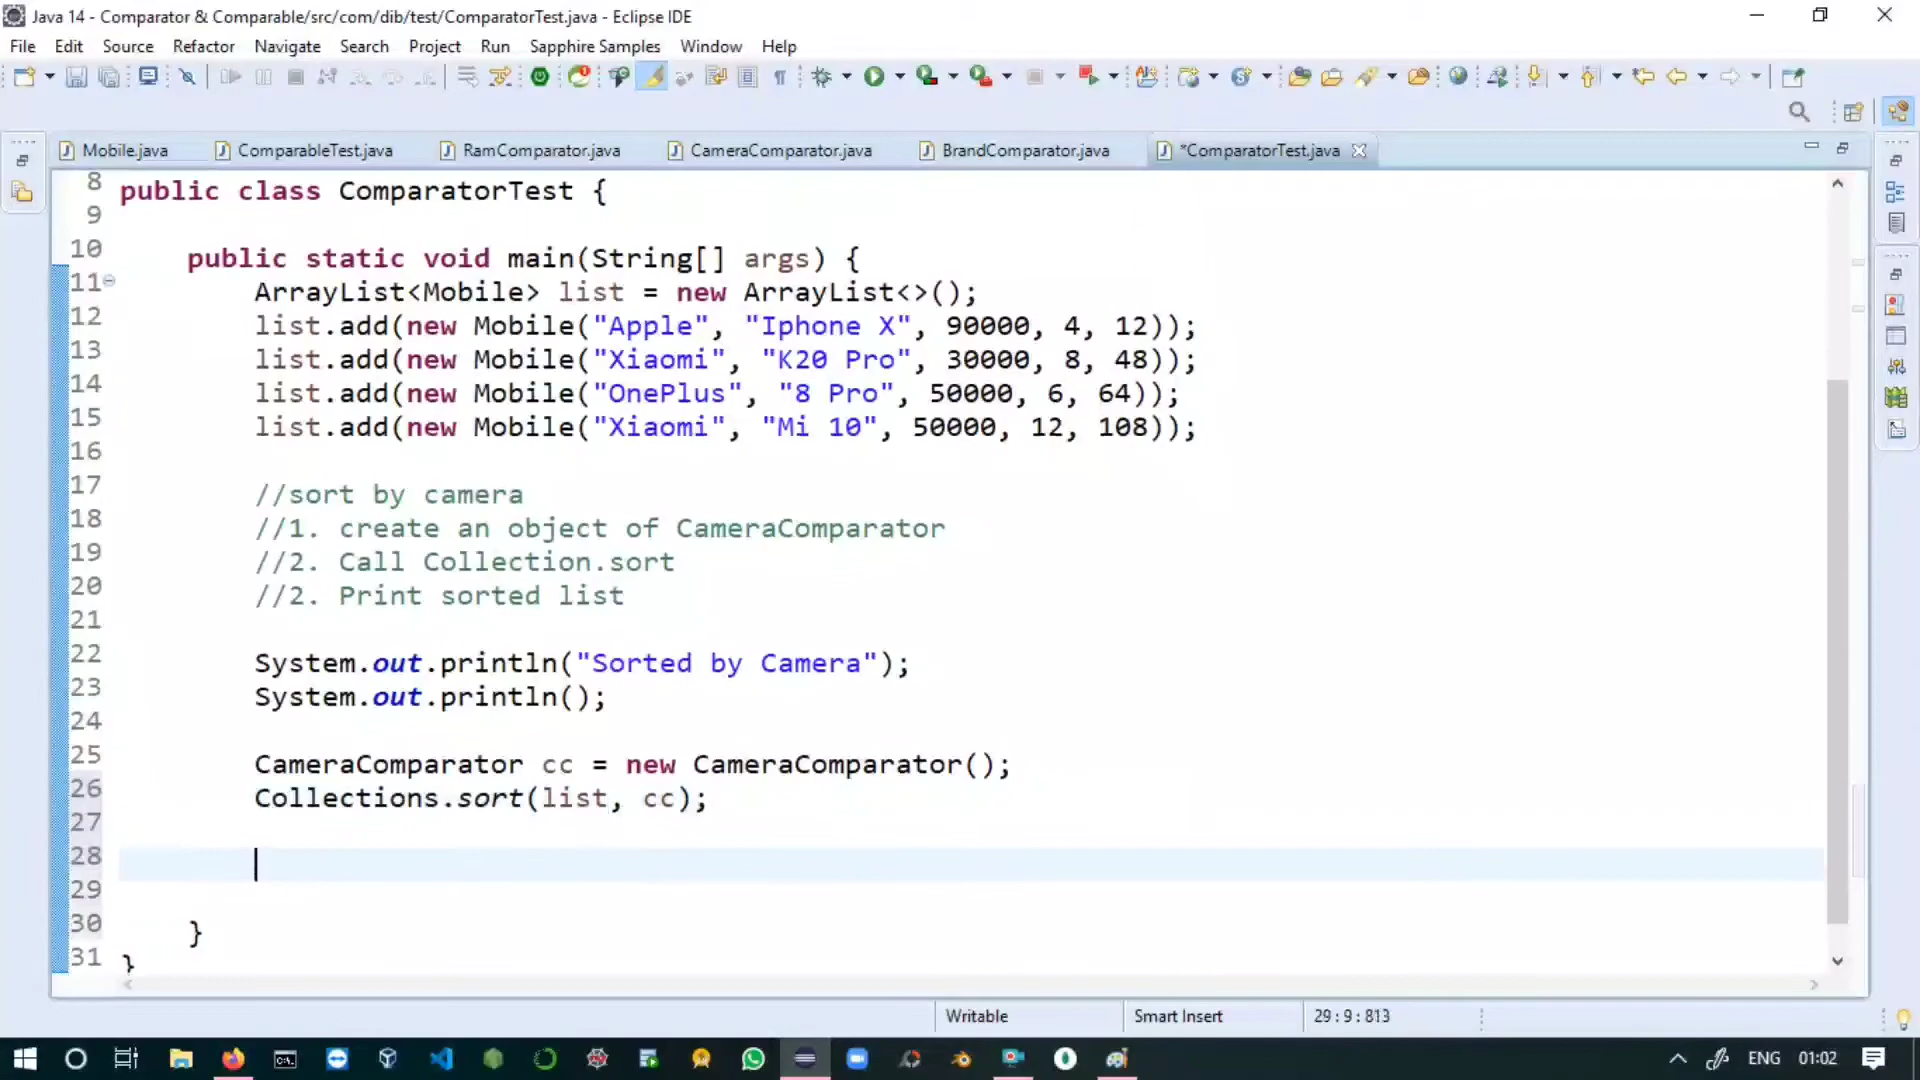 Java 14 - Comparator & Comparable/src/com/dib/test/ComparatorTest.java - Eclipse IDE
File Edit Source Refactor Navigate Search Project Run Sapphire Samples Window Help
Mobile.java ComparableTest.java RamComparator.java CameraComparator.java BrandComparator.java *ComparatorTest.java
8 public class ComparatorTest {
9
10 public static void main(String[] args) {
11 ArrayList<Mobile> list = new ArrayList<>();
12 list.add(new Mobile("Apple", "Iphone X", 90000, 4, 12));
13 list.add(new Mobile("Xiaomi", "K20 Pro", 30000, 8, 48));
14 list.add(new Mobile("OnePlus", "8 Pro", 50000, 6, 64));
15 list.add(new Mobile("Xiaomi", "Mi 10", 50000, 12, 108));
16
17 //sort by camera
18 //1. create an object of CameraComparator
19 //2. Call Collection.sort
20 //2. Print sorted list
21
22 System.out.println("Sorted by Camera");
23 System.out.println();
24
25 CameraComparator cc = new CameraComparator();
26 Collections.sort(list, cc);
27
28
29
30 }
31 }
Writable Smart Insert 29 : 9 : 813
ENG 01:02